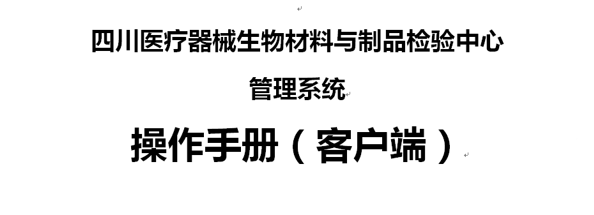 四川医疗器械生物材料与制品检验中心
管理系统
操作手册（客户端）